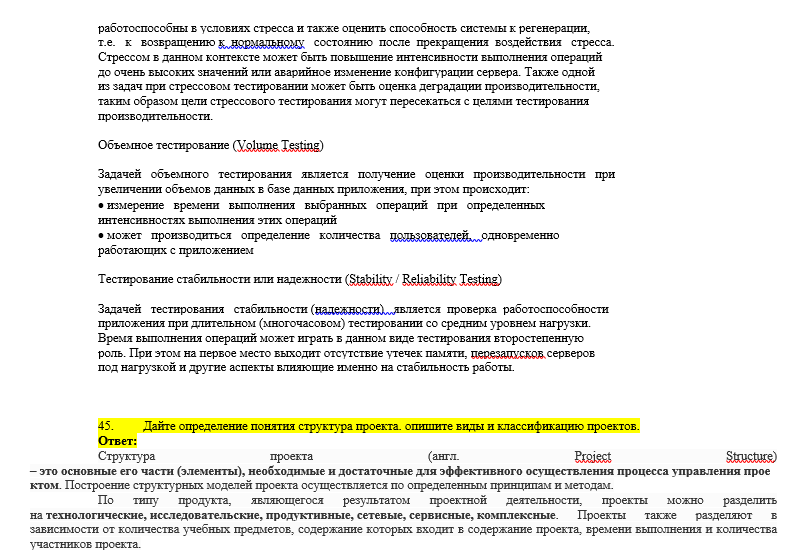 работоспособны в условиях стресса и также оценить способность системы к регенерации,
т.е. к возвращению к нормальному состоянию после прекращения воздействия стресса.
Стрессом в данном контексте может быть повышение интенсивности выполнения операций
до очень высоких значений или аварийное изменение конфигурации сервера. Также одной
из задач при стрессовом тестировании может быть оценка деградации производительности,
таким образом цели стрессового тестирования могут пересекаться с целями тестирования
производительности.
Объемное тестирование (Volume Testing)
Задачей объемного тестирования является получение оценки производительности при
увеличении объемов данных в базе данных приложения, при этом происходит:
• измерение времени выполнения выбранных операций при определенных
интенсивностях выполнения этих операций
• может производиться определение количества пользователей, одновременно
работающих с приложением
Тестирование стабильности или надежности (Stability / Reliability Testing)
Задачей тестирования стабильности (надежности) является проверка работоспособности
приложения при длительном (многочасовом) тестировании со средним уровнем нагрузки.
Время выполнения операций может играть в данном виде тестирования второстепенную
роль. При этом на первое место выходит отсутствие утечек памяти, перезапусков серверов
под нагрузкой и другие аспекты влияющие именно на стабильность работы.
45. Дайте определение понятия структура проекта. опишите виды и классификацию проектов.
Ответ:
Структура проекта (англ. Project Structure)
– это основные его части (элементы), необходимые и достаточные для эффективного осуществления процесса управления прое
ктом. Построение структурных моделей проекта осуществляется по определенным принципам и методам.
По типу продукта, являющегося результатом проектной деятельности, проекты можно разделить
на технологические, исследовательские, продуктивные, сетевые, сервисные, комплексные. Проекты также разделяют в
зависимости от количества учебных предметов, содержание которых входит в содержание проекта, времени выполнения и количества
участников проекта.